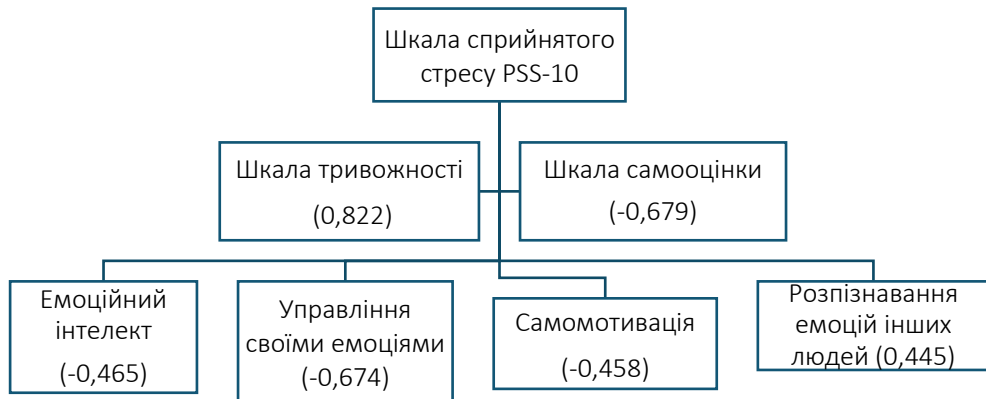 Шкала сприйнятого
стресу PSS-10
Шкала тривожності
(0,822)
Шкала самооцінки
(-0,679)
Емоційний
інтелект
(-0,465)
Управління
своїми емоціями
(-0,674)
Самомотивація
(-0,458)
Розпізнавання
емоцій інших
людей (0,445)